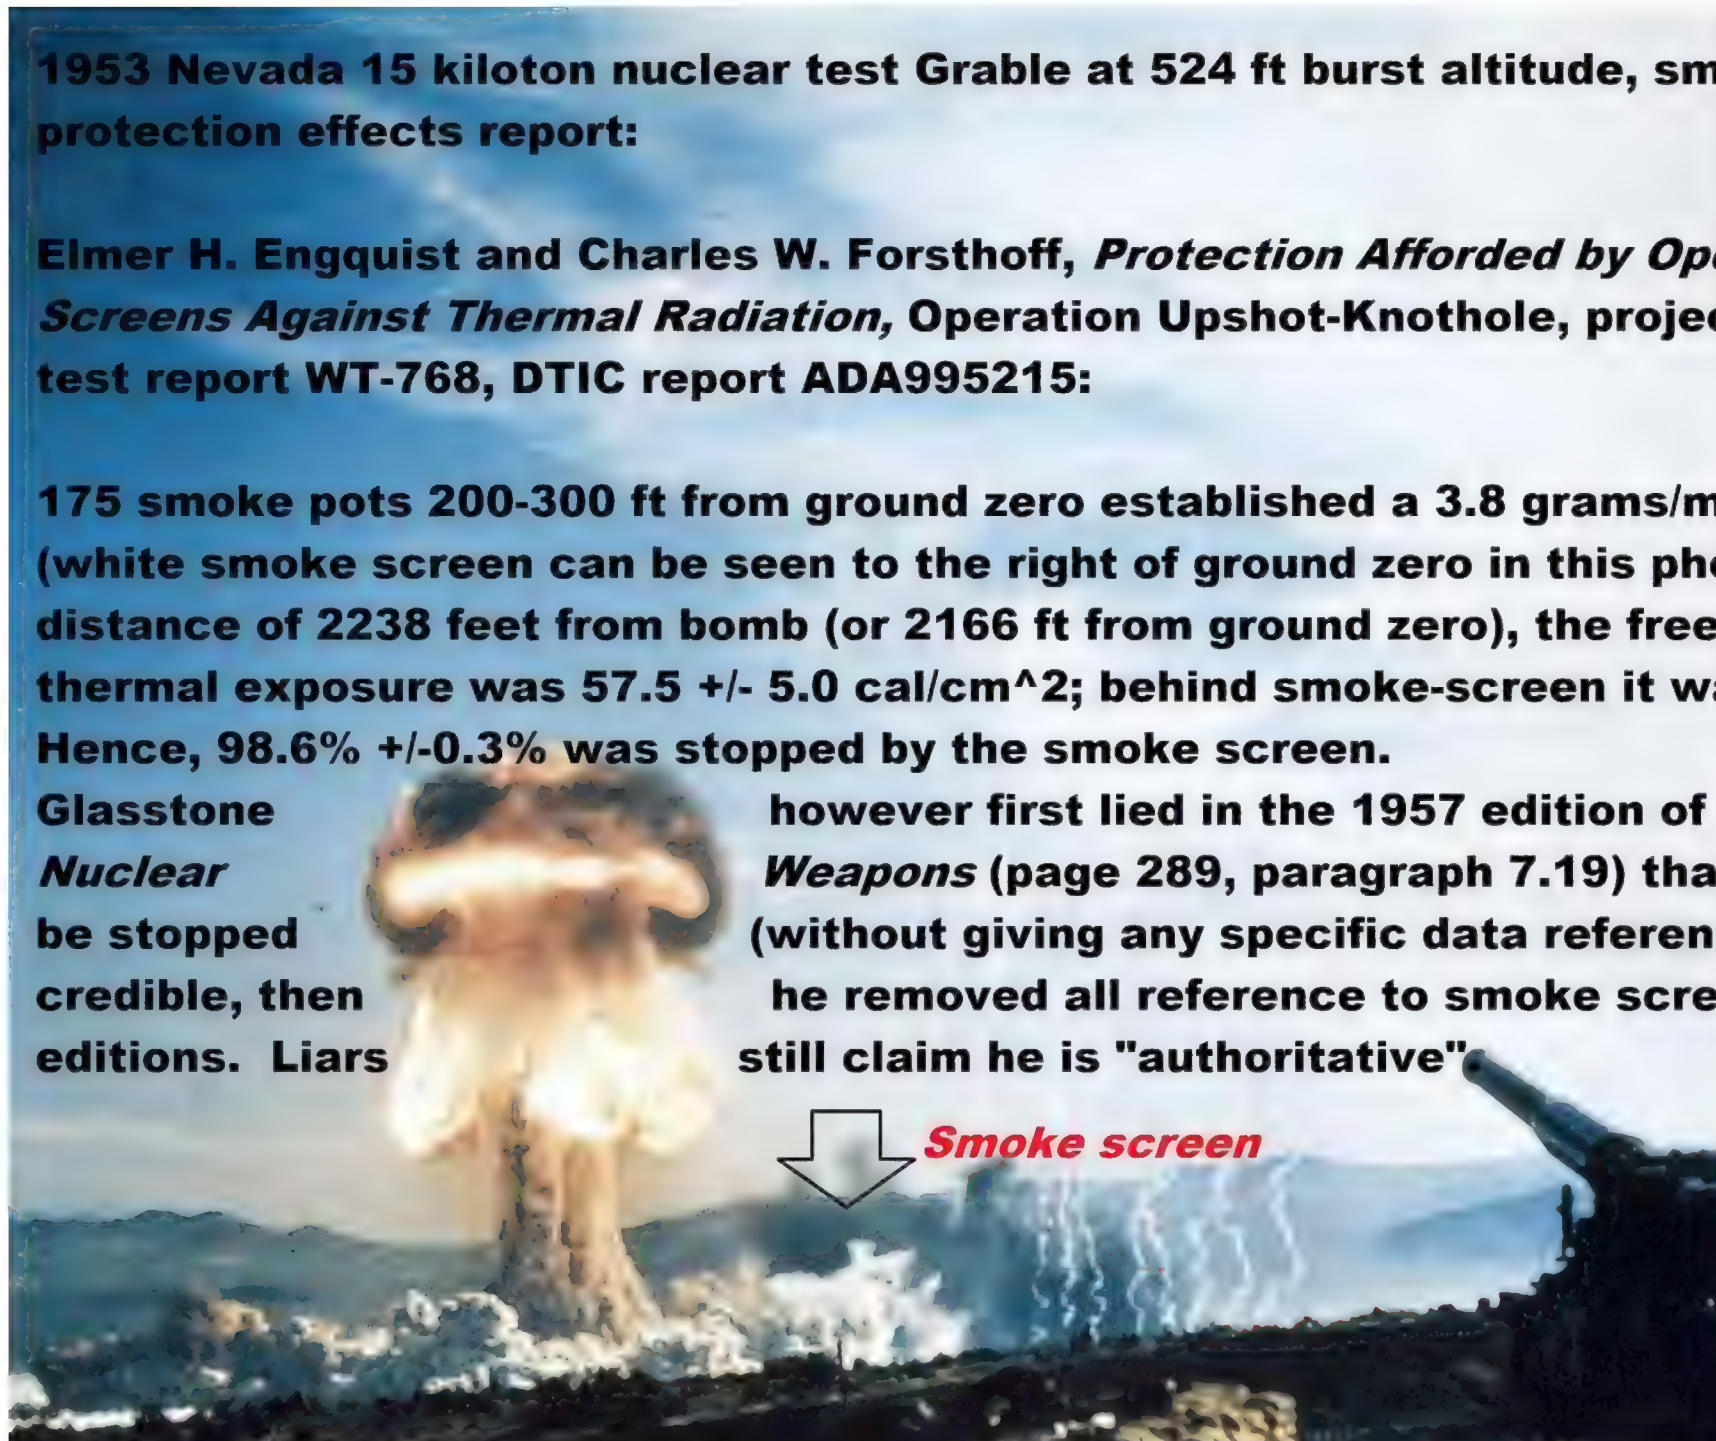 1953 Nevada 15 kiloton nuclear test Grable at 524 ft burst altitude, sm
protection effects report:
Elmer H. Engquist and Charles W. Forsthoff, Protection Afforded by Ope
Screens Against Thermal Radiation, Operation Upshot-Knothole, projec
test report WT-768, DTIC report ADA995215:
175 smoke pots 200-300 ft from ground zero established a 3.8 grams/m
(white smoke screen can be seen to the right of ground zero in this pho
distance of 2238 feet from bomb (or 2166 ft from ground zero), the free
thermal exposure was 57.5 +/- 5.0 cal/cm^2; behind smoke-screen it wa
Hence, 98.6% +/-0.3% was stopped by the smoke screen.
Glasstone however first lied in the 1957 edition of
Nuclear Weapons (page 289, paragraph 7.19) tha
be stopped (without giving any specific data referen
credible, then he removed all reference to smoke scre
editions. Liars still claim he is "authoritative"
Smoke screen